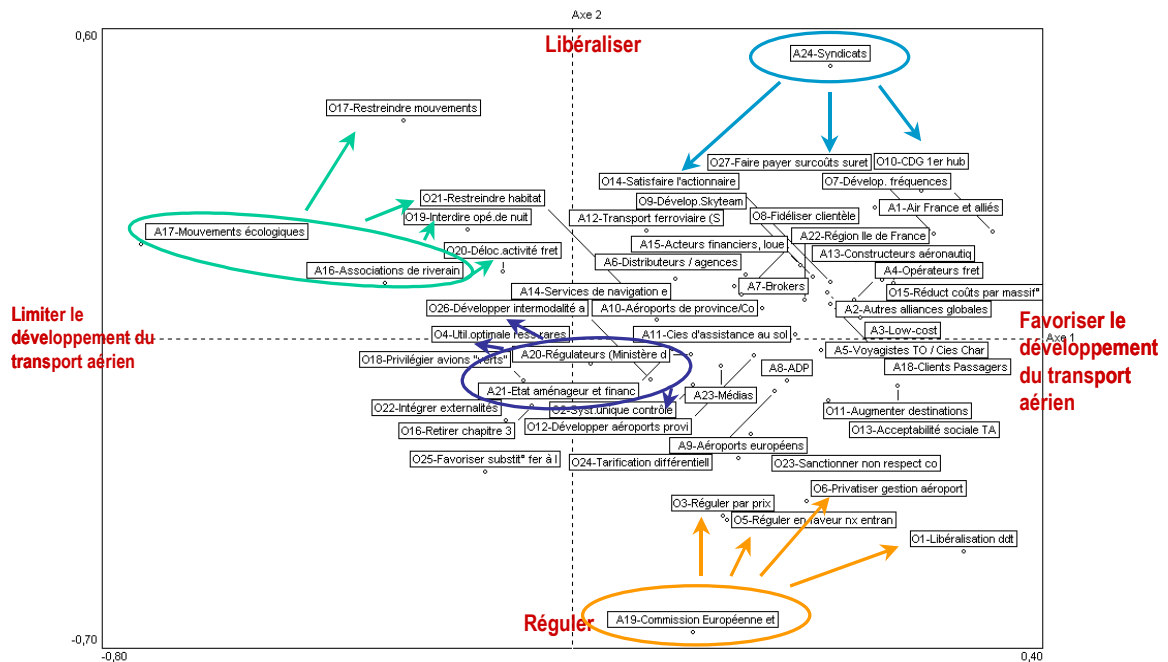 Axe 2
0,60
Libéraliser
A24-Syndicats
O17-Restreindre mouvements
O27-Faire payer surcoûts suret
O10-CDG 1er hub
O14-Satisfaire l'actionnaire
O7-Dévelop. fréquences
O21-Restreindre habitat
O9-Dévelop.Skyteam
A1-Air France et alliés
O19-Interdire opé.de nuit
A12-Transport ferroviaire (S
O8-Fidéliser clientèle
A17-Mouvements écologiques
A22-Région Ile de France
O20-Déloc.activité fret
A15-Acteurs financiers, loue
A13-Constructeurs aéronautiq
A16-Associations de riverain
A6-Distributeurs / agences
A4-Opérateurs fret
A14-Services de navigation e
A7-Brokers
O15-Réduct coûts par massif°
O26-Développer intermodalité a
A10-Aéroports de province/Co
A2-Autres alliances globales
Limiter le
développement du
transport aérien
O4-Util.optimale ress.rares
A11-Cies d'assistance au sol
A3-Low-cost
Favoriser le
développement
du transport
aérien
Axe 1
O18-Privilégier avions "verts"
A20-Régulateurs (Ministère d
A5-Voyagistes TO / Cies Char
A8-ADP
A18-Clients Passagers
A21-Etat aménageur et financ
A23-Médias
O22-Intégrer externalités
O2-Syst.unique contrôle
O11-Augmenter destinations
O16-Retirer chapitre 3
O12-Développer aéroports provi
O13-Acceptabilité sociale TA
A9-Aéroports européens
O25-Favoriser substit° fer à l
O24-Tarification différentiell
O23-Sanctionner non respect co
O6-Privatiser gestion aéroport
O3-Réguler par prix
O5-Réguler en faveur nx entran
O1-Libéralisation ddt
Réguler
A19-Commission Européenne et
-0,70
-0,80
0,40